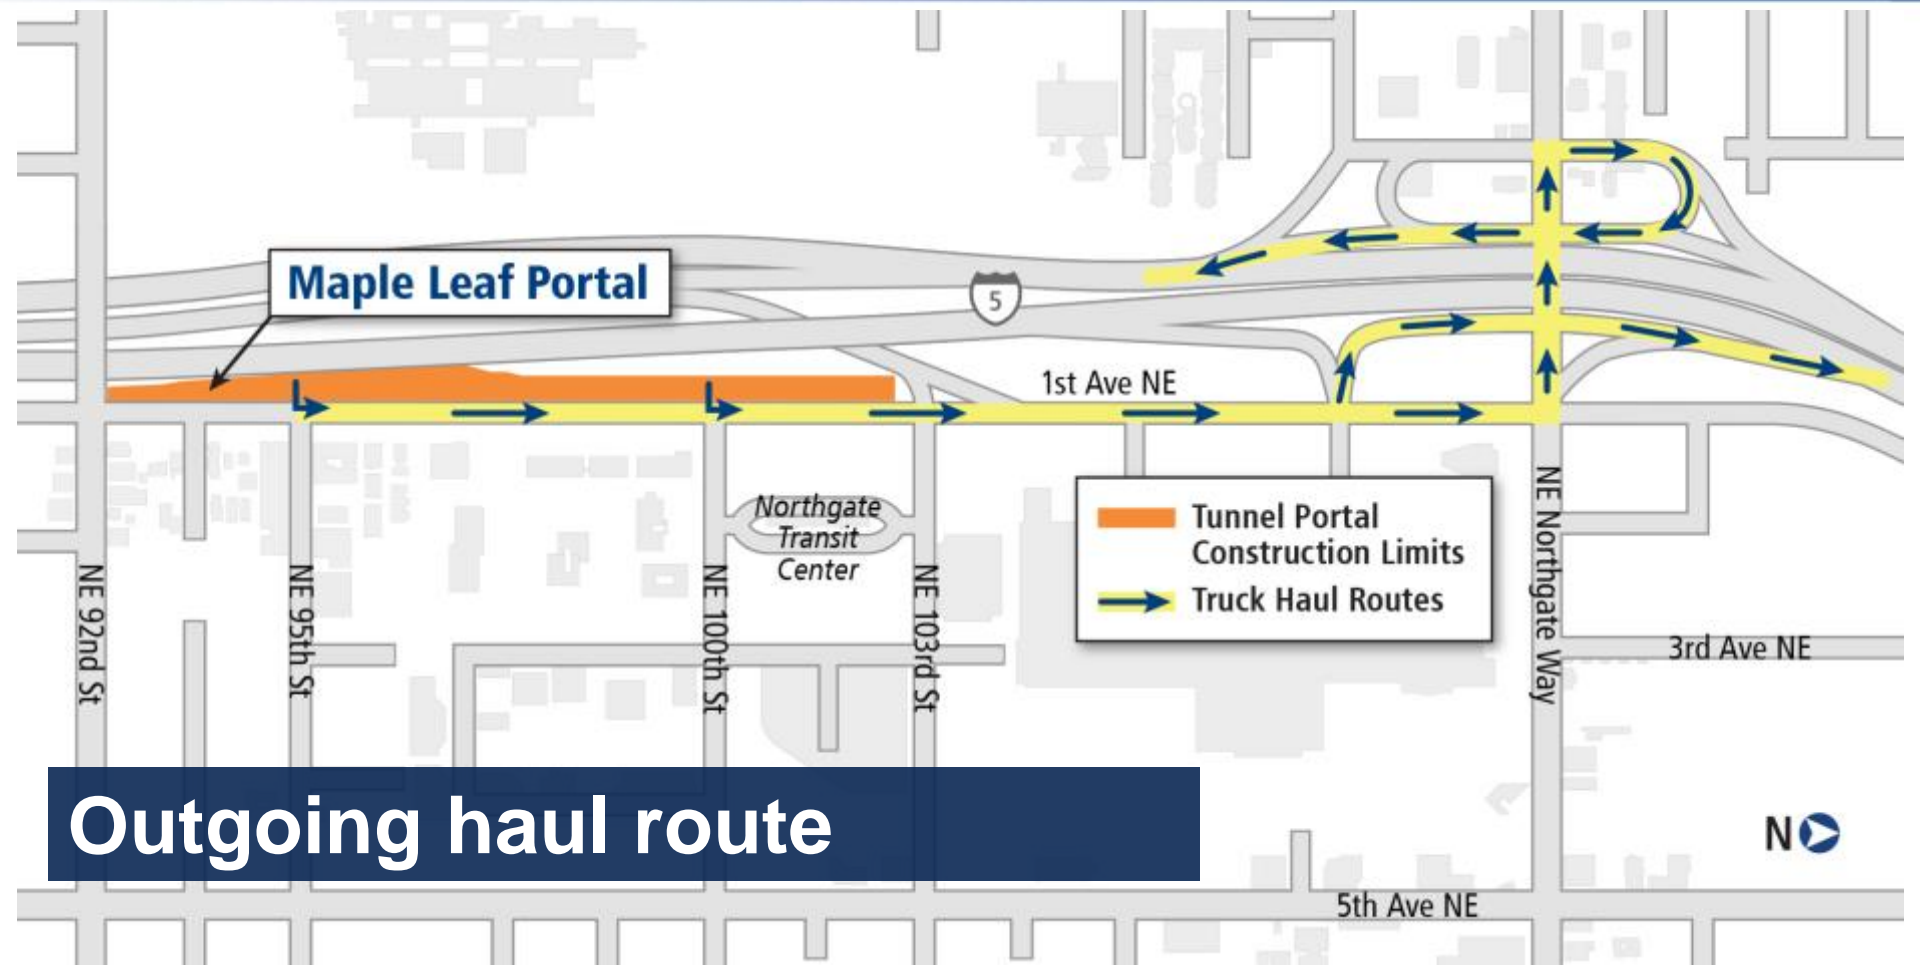 Maple Leaf Portal
5
1st Ave NE
Northgate
Transit
Center
Tunnel Portal
Construction Limits
Truck Haul Routes
NE 92nd St
NE 95th St
NE 100th St
NE 103rd St
NE Northgate Way
3rd Ave NE
Outgoing haul route
N
5th Ave NE